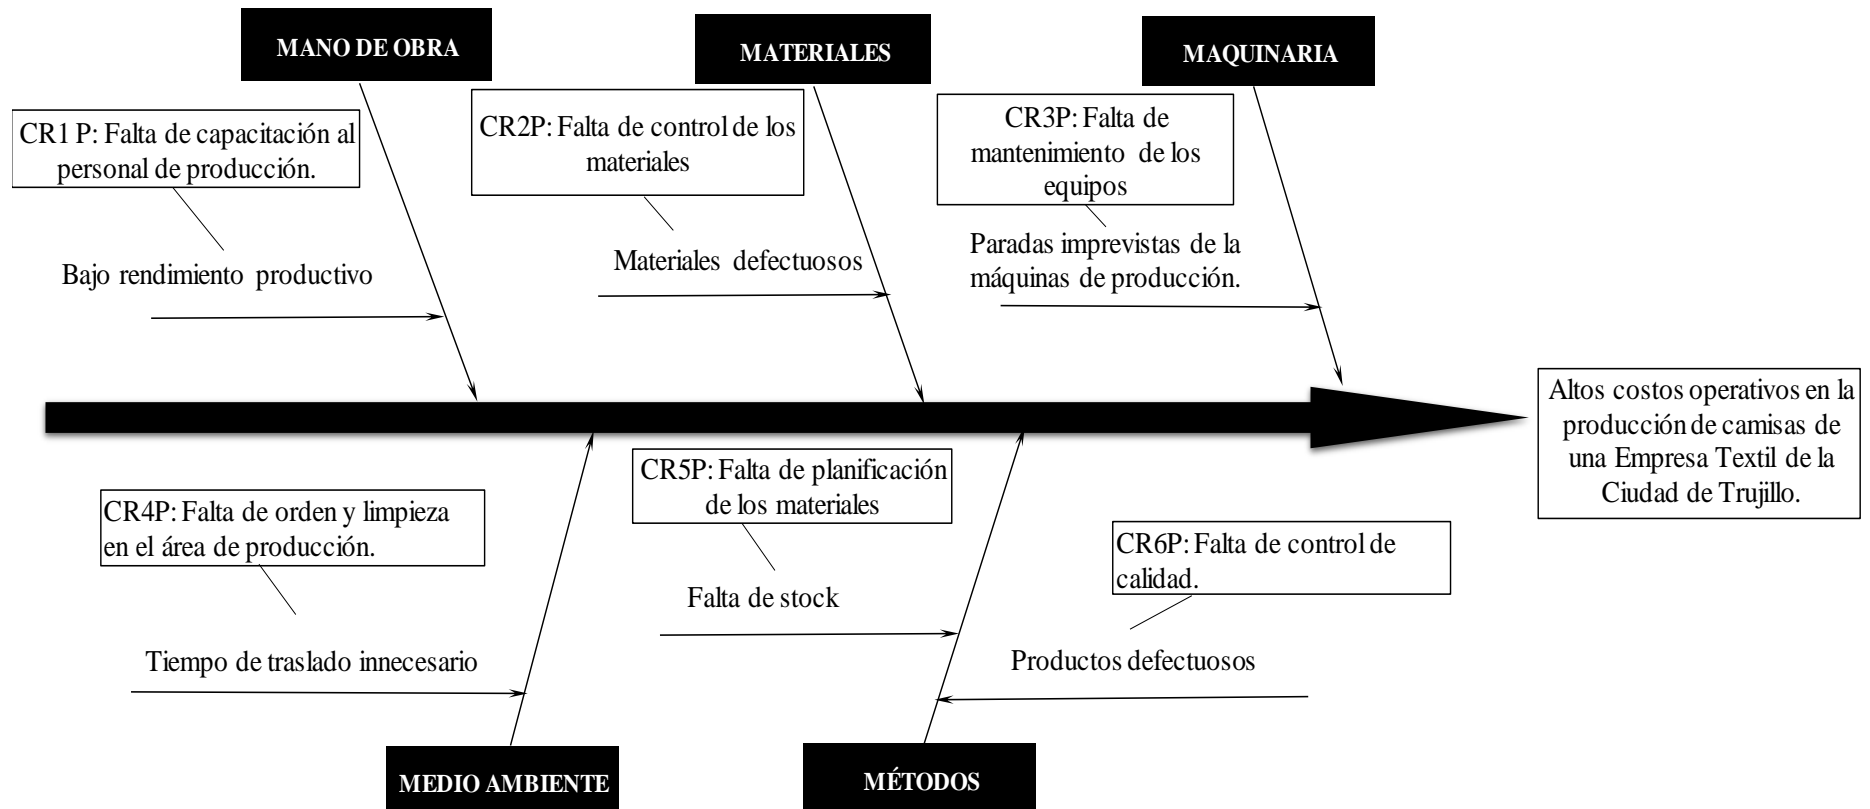 MANO DE OBRA
MATERIALES
MAQUINARIA
CR1 P: Falta de capacitación al
personal de producción.
CR2P: Falta de control de los
materiales
CR3P: Falta de
mantenimiento de los
equipos
Bajo rendimiento productivo
Materiales defectuosos
Paradas imprevistas de la
máquinas de producción.
Altos costos operativos en la
producción de camisas de
una Empresa Textil de la
Ciudad de Trujillo.
CR4P: Falta de orden y limpieza
en el área de producción.
CR5P: Falta de planificación
de los materiales
CR6P: Falta de control de
calidad.
Tiempo de traslado innecesario
Falta de stock
Productos defectuosos
MEDIO AMBIENTE
MÉTODOS